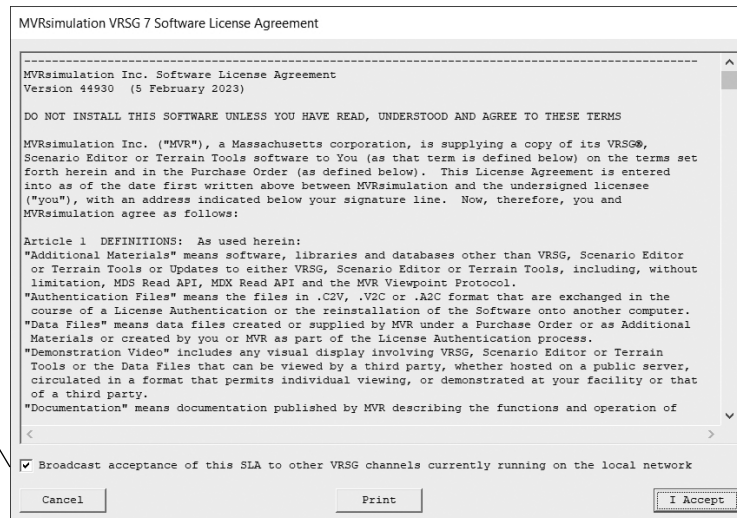 MVRsimulation VRSG 7 Software License Agreement
--------------------------------------------------------------------------------------------
MVRsimulation Inc. Software License Agreement
Version 44930  (5 February 2023)
DO NOT INSTALL THIS SOFTWARE UNLESS YOU HAVE READ, UNDERSTOOD AND AGREE TO THESE TERMS
MVRsimulation Inc. ("MVR"), a Massachusetts corporation, is supplying a copy of its VRSG®,
Scenario Editor or Terrain Tools software to You (as that term is defined below) on the terms set
forth herein and in the Purchase Order (as defined below).  This License Agreement is entered
into as of the date first written above between MVRsimulation and the undersigned licensee
("you"), with an address indicated below your signature line.  Now, therefore, you and
MVRsimulation agree as follows:
Article 1  DEFINITIONS:  As used herein:
"Additional Materials" means software, libraries and databases other than VRSG, Scenario Editor
or Terrain Tools or Updates to either VRSG, Scenario Editor or Terrain Tools, including, without
limitation, MDS Read API, MDX Read API and the MVR Viewpoint Protocol.
"Authentication Files" means the files in .C2V, .V2C or .A2C format that are exchanged in the
course of a License Authentication or the reinstallation of the Software onto another computer.
"Data Files" means data files created or supplied by MVR under a Purchase Order or as Additional
Materials or created by you or MVR as part of the License Authentication process.
"Demonstration Video" includes any visual display involving VRSG, Scenario Editor or Terrain
Tools or the Data Files that can be viewed by a third party, whether hosted on a public server,
circulated in a format that permits individual viewing, or demonstrated at your facility or that
of a third party.
"Documentation" means documentation published by MVR describing the functions and operation of
Broadcast acceptance of this SLA to other VRSG channels currently running on the local network
Cancel
Print
I Accept